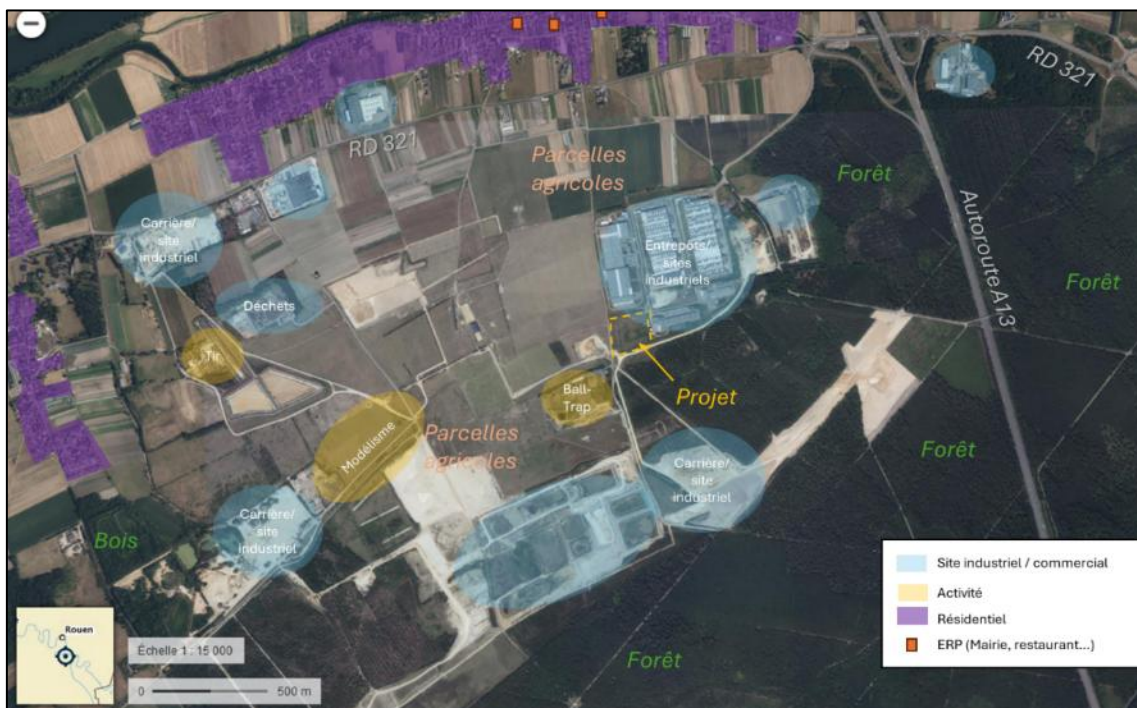 RD 321
RD 321
Parcelles
agricoles
Forêt
Autoroute A13
Carrière/
site
industriel
Entrepôts/
sites
industriels
Forêt
Déchets
Tir
Ball-
Trap
Projet
Modélisme
Parcelles
agricoles
Forêt
Carrière/
site
industriel
Carrière/
site
industriel
Bois
Forêt
Site industriel / commercial
Activité
Résidentiel
ERP (Mairie, restaurant...)
Rouen
Échelle 1 : 15 000
0 500 m